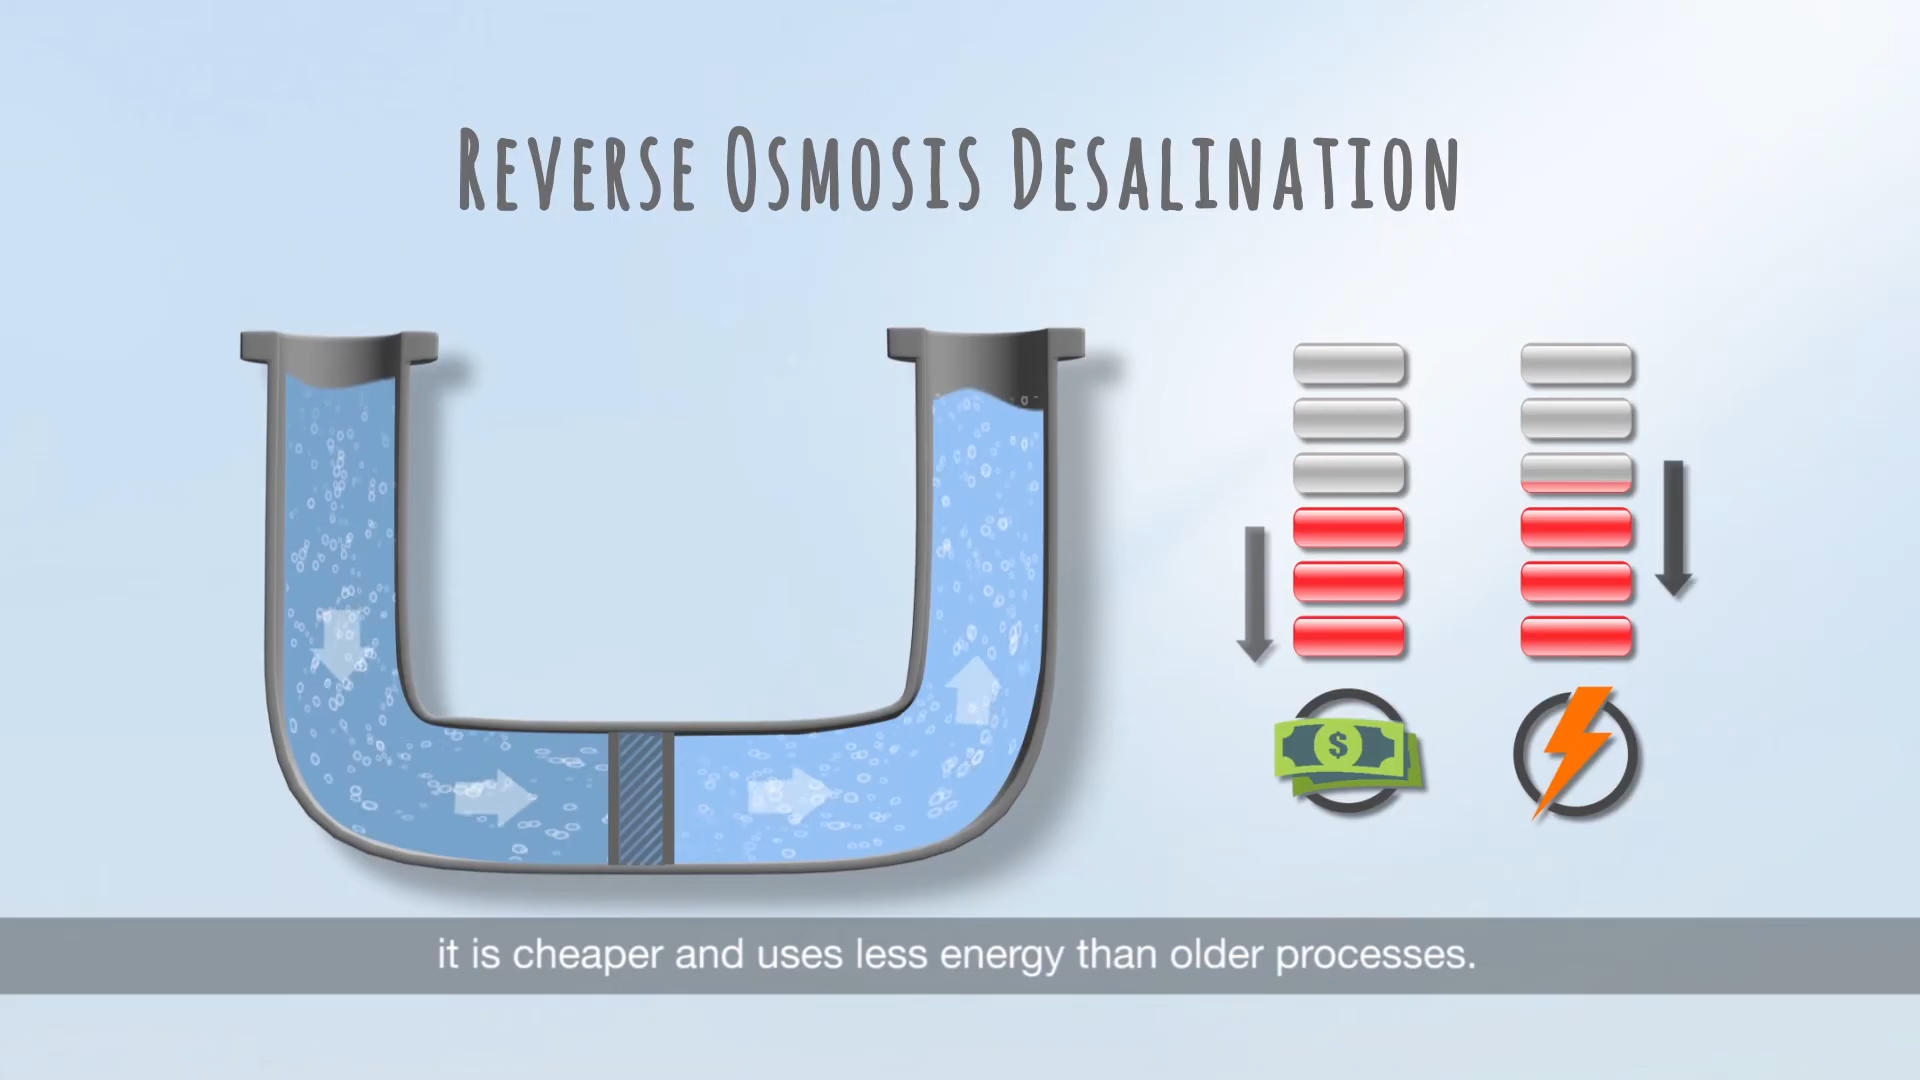 Reverse Osmosis Desalination
$
it is cheaper and uses less energy than older processes.